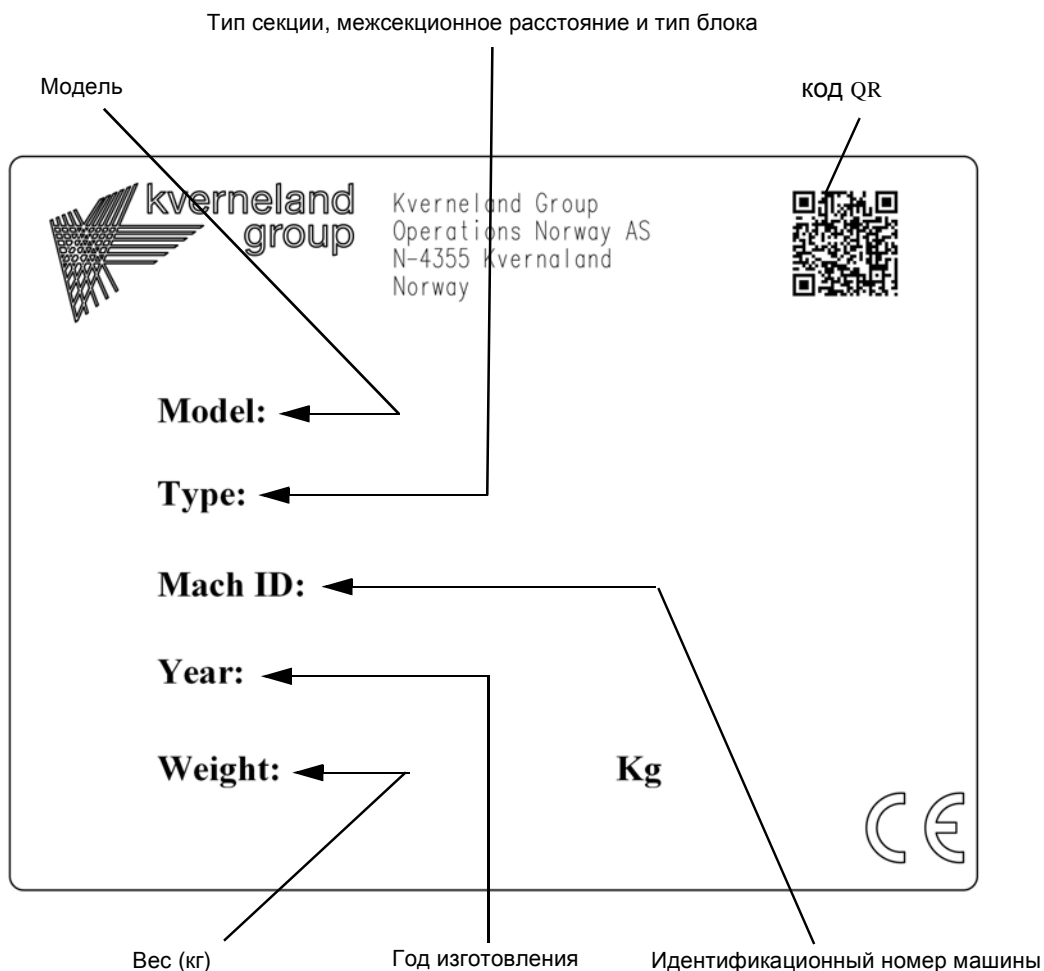 Тип секции, межсекционное расстояние и тип блока
Модель
код QR
kverneland
group
Kverneland Group
Operations Norway AS
N-4355 Kvernaland
Norway
Model:
Type:
Mach ID:
Year:
Weight: Kg
CE
Вес (кг)
Год изготовления
Идентификационный номер машины